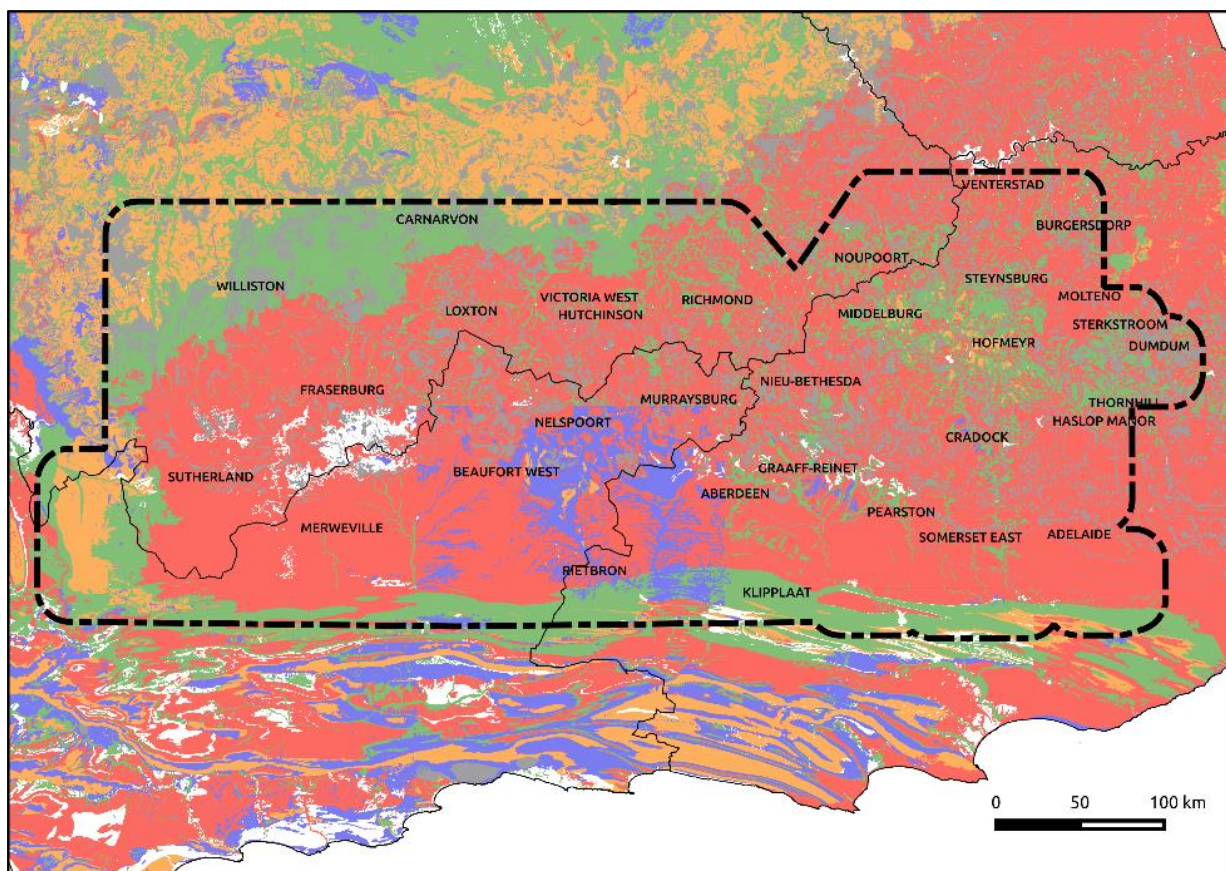 VENTERSTAD
CARNARVON
BURGERSDORP
NOUPOORT
STEYNSBURG
WILLISTON
MOLTENO
VICTORIA WEST
RICHMOND
LOXTON
HUTCHINSON
MIDDELBURG
STERKSTROOM
HOFMEYR
DUMDUM
NIEU-BETHESDA
FRASERBURG
MURRAYSBURG
THORNHILL
NELSPOORT
HASLOP MANOR
CRADOCK
SUTHERLAND
BEAUFORT WEST
GRAAFF-REINET
ABERDEEN
PEARSTON
MERWEVILLE
SOMERSET EAST
ADELAIDE
RIETBRON
KLIPPLAAT
0 50 100 km